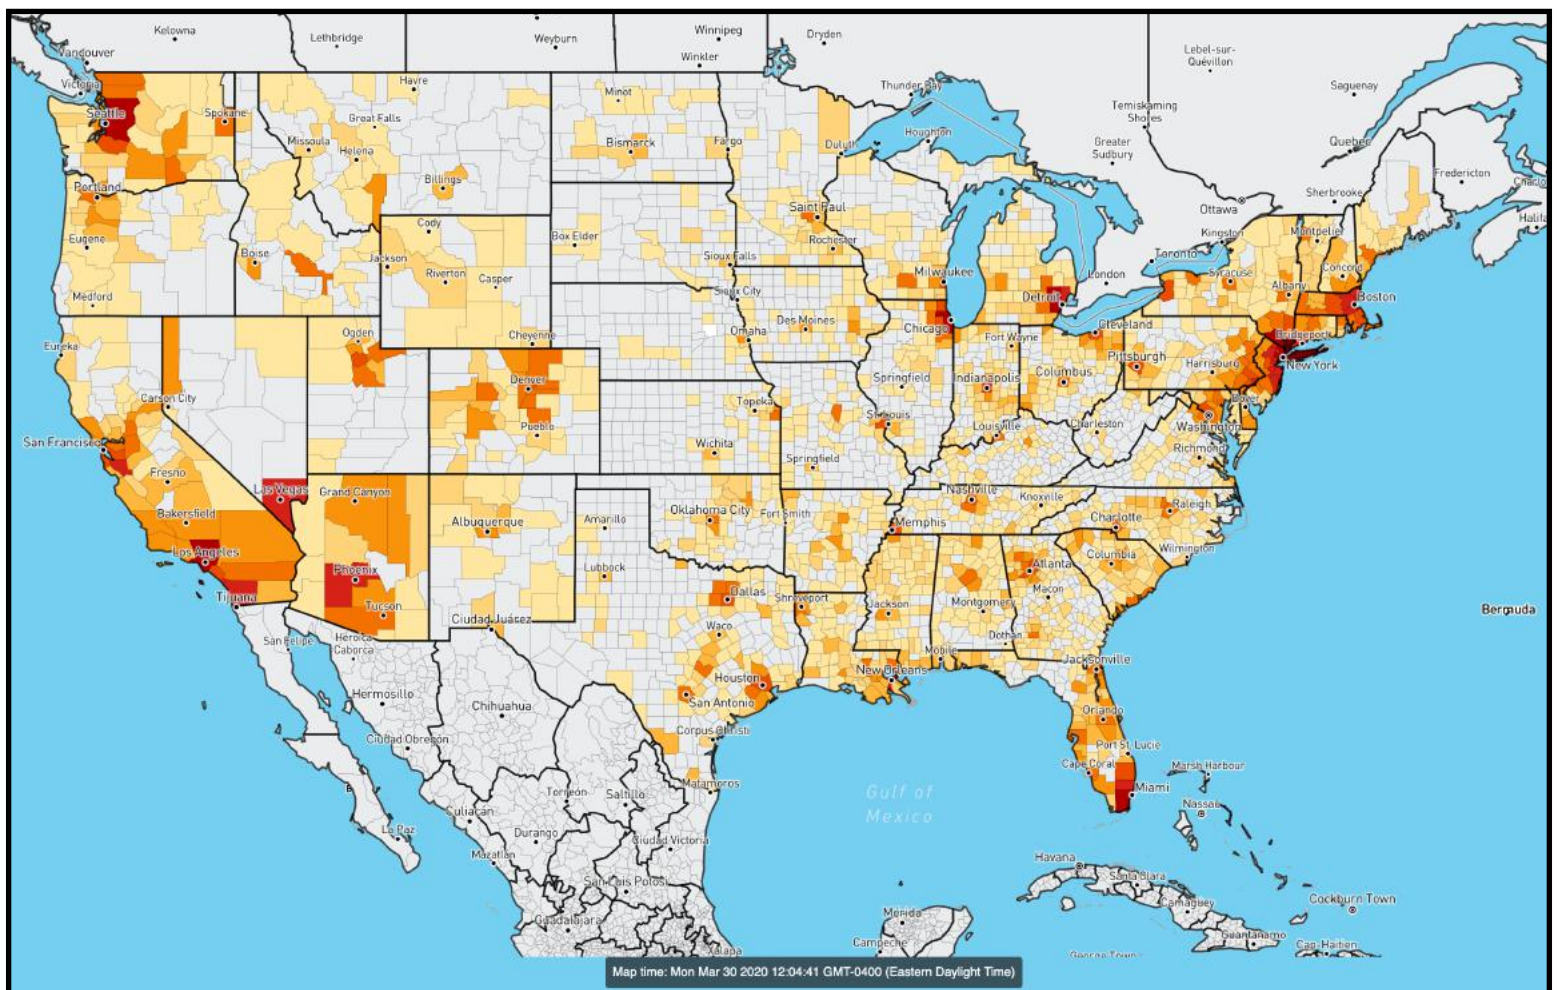 Kelowna
Lethbridge
Weyburn
Winnipeg
Winkler
Dryden
Lebel-sur-
Quévillon
Vancouver
Victoria
Seattle
Spokane
Havre
Great Falls
Missoula
Helena
Billings
Minot
Bismarck
Fargo
Duluth
Thunder Bay
Houghton
Temiskaming
Shores
Greater
Sudbury
Saguenay
Quebec
Fredericton
Sherbrooke
Ottawa
Kingston
Montpelier
Toronto
London
Syracuse
Albany
Concord
Boston
Portland
Eugene
Medford
Boise
Cody
Jackson
Riverton
Casper
Cheyenne
Box Elder
Sioux Falls
Sioux City
Saint Paul
Rochester
Milwaukee
Detroit
Chicago
Cleveland
Bridgeport
New York
Eureka
Carson City
Ogden
Denver
Pueblo
Omaha
Des Moines
Fort Wayne
Pittsburgh
Harrisburg
Springfield
Indianapolis
Columbus
Dover
Washington
San Francisco
Fresno
Las Vegas
Grand Canyon
Topeka
Wichita
St. Louis
Louisville
Charleston
Richmond
Springfield
Bakersfield
Los Angeles
Albuquerque
Amarillo
Oklahoma City
Fort Smith
Nashville
Knoxville
Raleigh
Memphis
Charlotte
Columbia
Wilmington
Tijuana
Phoenix
Tucson
Lubbock
Dallas
Shreveport
Jackson
Montgomery
Atlanta
Macon
Bermuda
San Felipe
Heroica
Caborca
Ciudad Juárez
Waco
Dothan
Mobile
Jacksonville
Hermosillo
Chihuahua
Houston
San Antonio
New Orleans
Orlando
Ciudad Obregón
Corpus Christi
Port St. Lucie
Cape Coral
Miami
Marsh Harbour
Nassau
Matamoros
Gulf of
Mexico
Torreón
Saltillo
Culiacán
La Paz
Durango
Ciudad Victoria
Mazatlán
San Luis Potosí
Havana
Santa Clara
Camaguey
Cockburn Town
Guadalajara
Mérida
Guantánamo
Xalapa
Campeche
Cap-Haïtien
George Town
Map time: Mon Mar 30 2020 12:04:41 GMT-0400 (Eastern Daylight Time)